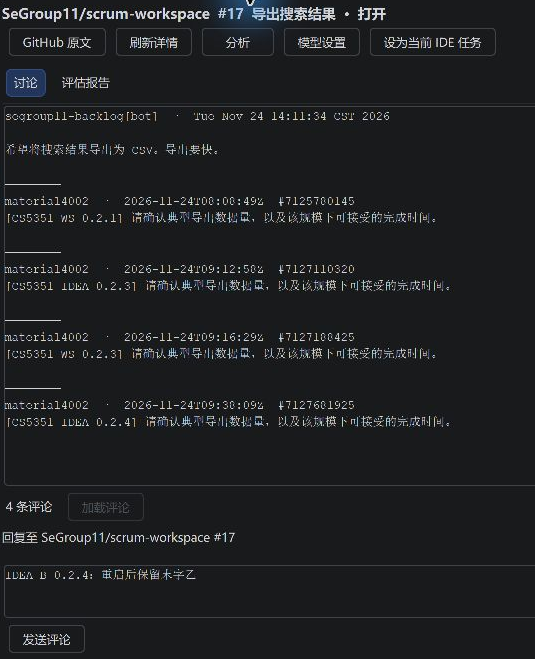 SeGroup11/scrum-workspace #17 导出搜索结果 · 打开
GitHub 原文 刷新详情 分析 模型设置 设为当前 IDE 任务
讨论 评估报告
segroup11-backlog[bot] · Tue Nov 24 14:11:34 CST 2026
希望将搜索结果导出为 CSV。导出要快。
material4002 · 2026-11-24T08:08:49Z #7125780145
[CS5351 WS 0.2.1] 请确认典型导出数据量，以及该规模下可接受的完成时间。
material4002 · 2026-11-24T09:12:58Z #7127110320
[CS5351 IDEA 0.2.3] 请确认典型导出数据量，以及该规模下可接受的完成时间。
material4002 · 2026-11-24T09:16:29Z #7127188425
[CS5351 WS 0.2.3] 请确认典型导出数据量，以及该规模下可接受的完成时间。
material4002 · 2026-11-24T09:38:09Z #7127681925
[CS5351 IDEA 0.2.4] 请确认典型导出数据量，以及该规模下可接受的完成时间。
4 条评论 加载评论
回复至 SeGroup11/scrum-workspace #17
IDEA B 0.2.4：重启后保留末字乙
发送评论